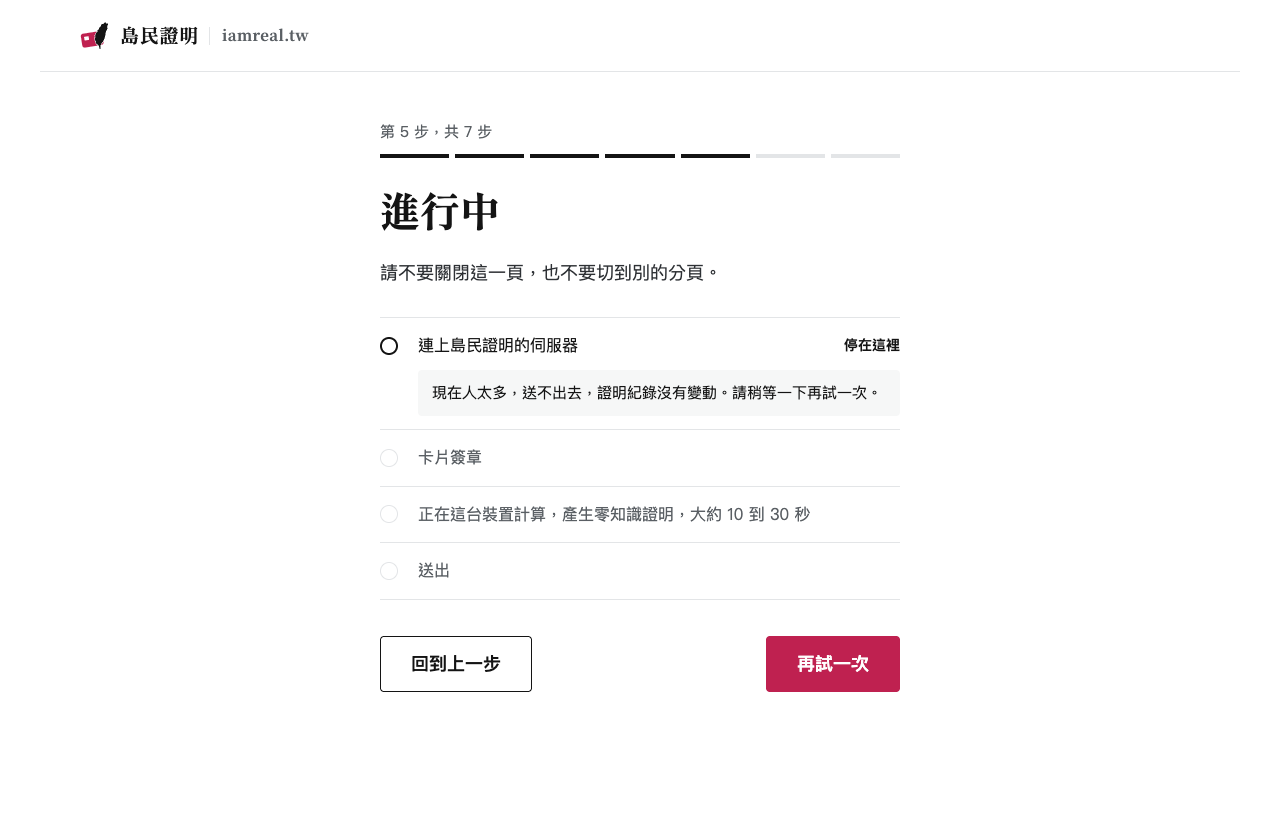 島民證明 iamreal.tw
第 5 步，共 7 步
進行中
請不要關閉這一頁，也不要切到別的分頁。
連上島民證明的伺服器 停在這裡
現在人太多，送不出去，證明紀錄沒有變動。請稍等一下再試一次。
卡片簽章
正在這台裝置計算，產生零知識證明，大約 10 到 30 秒
送出
回到上一步 再試一次